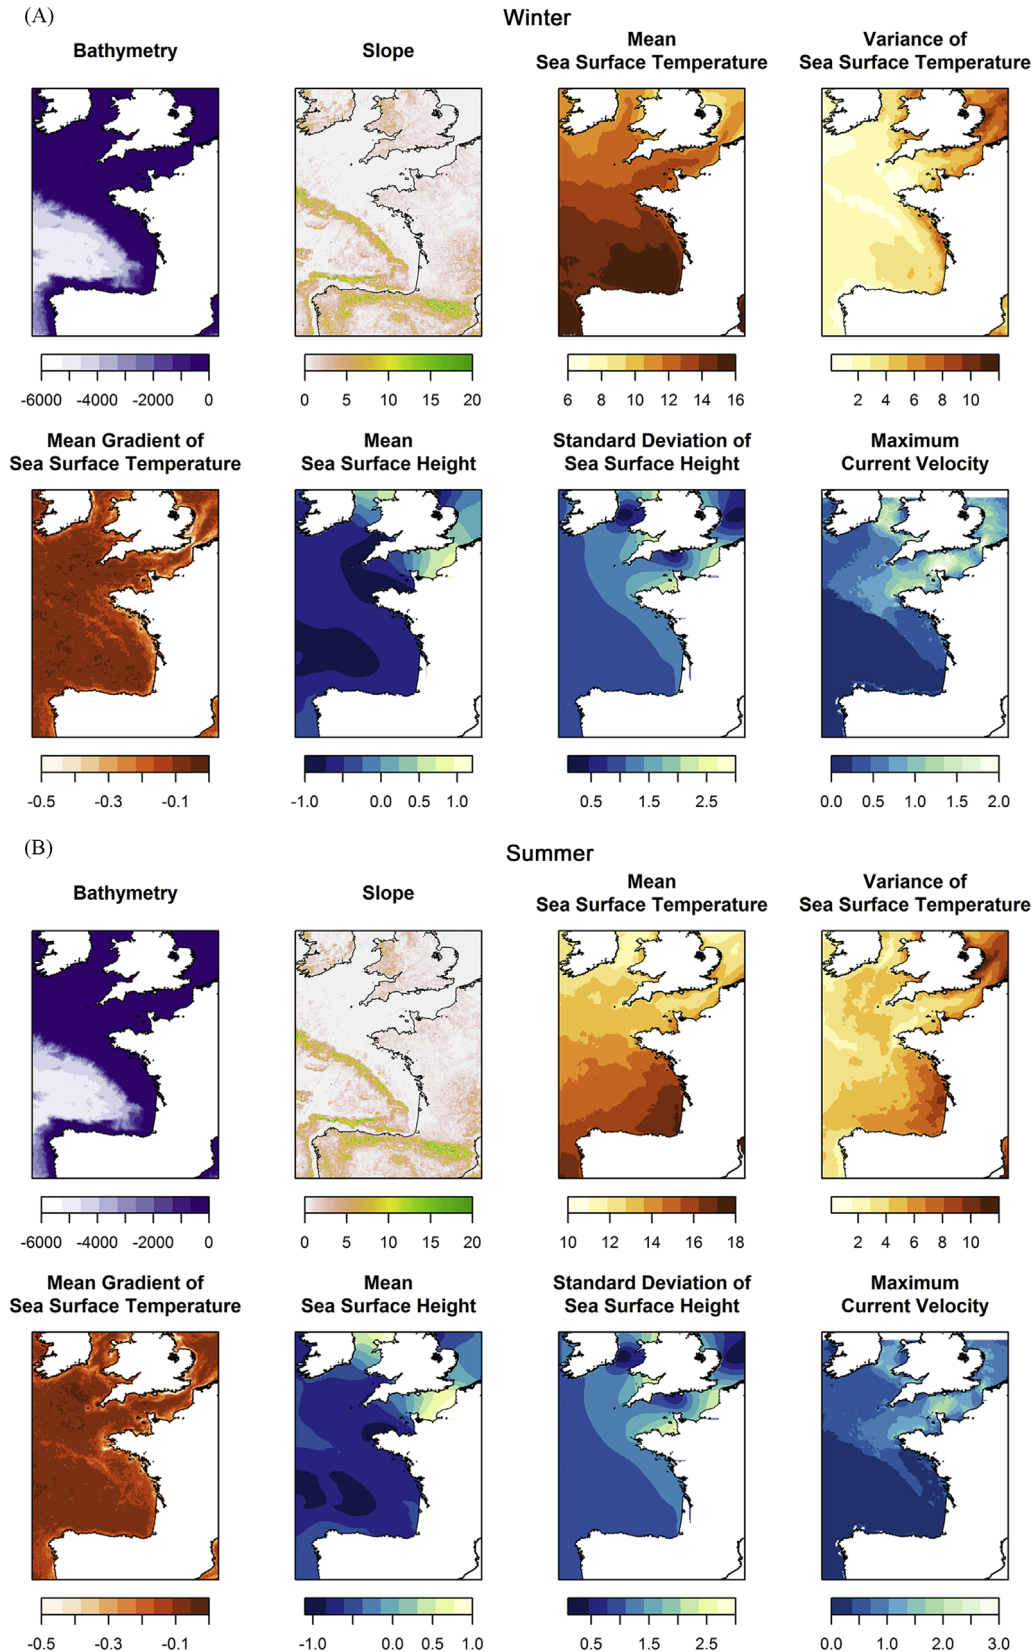 (A)
Winter
Bathymetry
Slope
Mean
Sea Surface Temperature
Variance of
Sea Surface Temperature
-6000 -4000 -2000 0
0 5 10 15 20
6 8 10 12 14 16
2 4 6 8 10
Mean Gradient of
Sea Surface Temperature
Mean
Sea Surface Height
Standard Deviation of
Sea Surface Height
Maximum
Current Velocity
-0.5 -0.3 -0.1
-1.0 0.0 0.5 1.0
0.5 1.5 2.5
0.0 0.5 1.0 1.5 2.0
(B)
Summer
Bathymetry
Slope
Mean
Sea Surface Temperature
Variance of
Sea Surface Temperature
-6000 -4000 -2000 0
0 5 10 15 20
10 12 14 16 18
2 4 6 8 10
Mean Gradient of
Sea Surface Temperature
Mean
Sea Surface Height
Standard Deviation of
Sea Surface Height
Maximum
Current Velocity
-0.5 -0.3 -0.1
-1.0 0.0 1.0
0.5 1.5 2.5
0.0 1.0 2.0 3.0